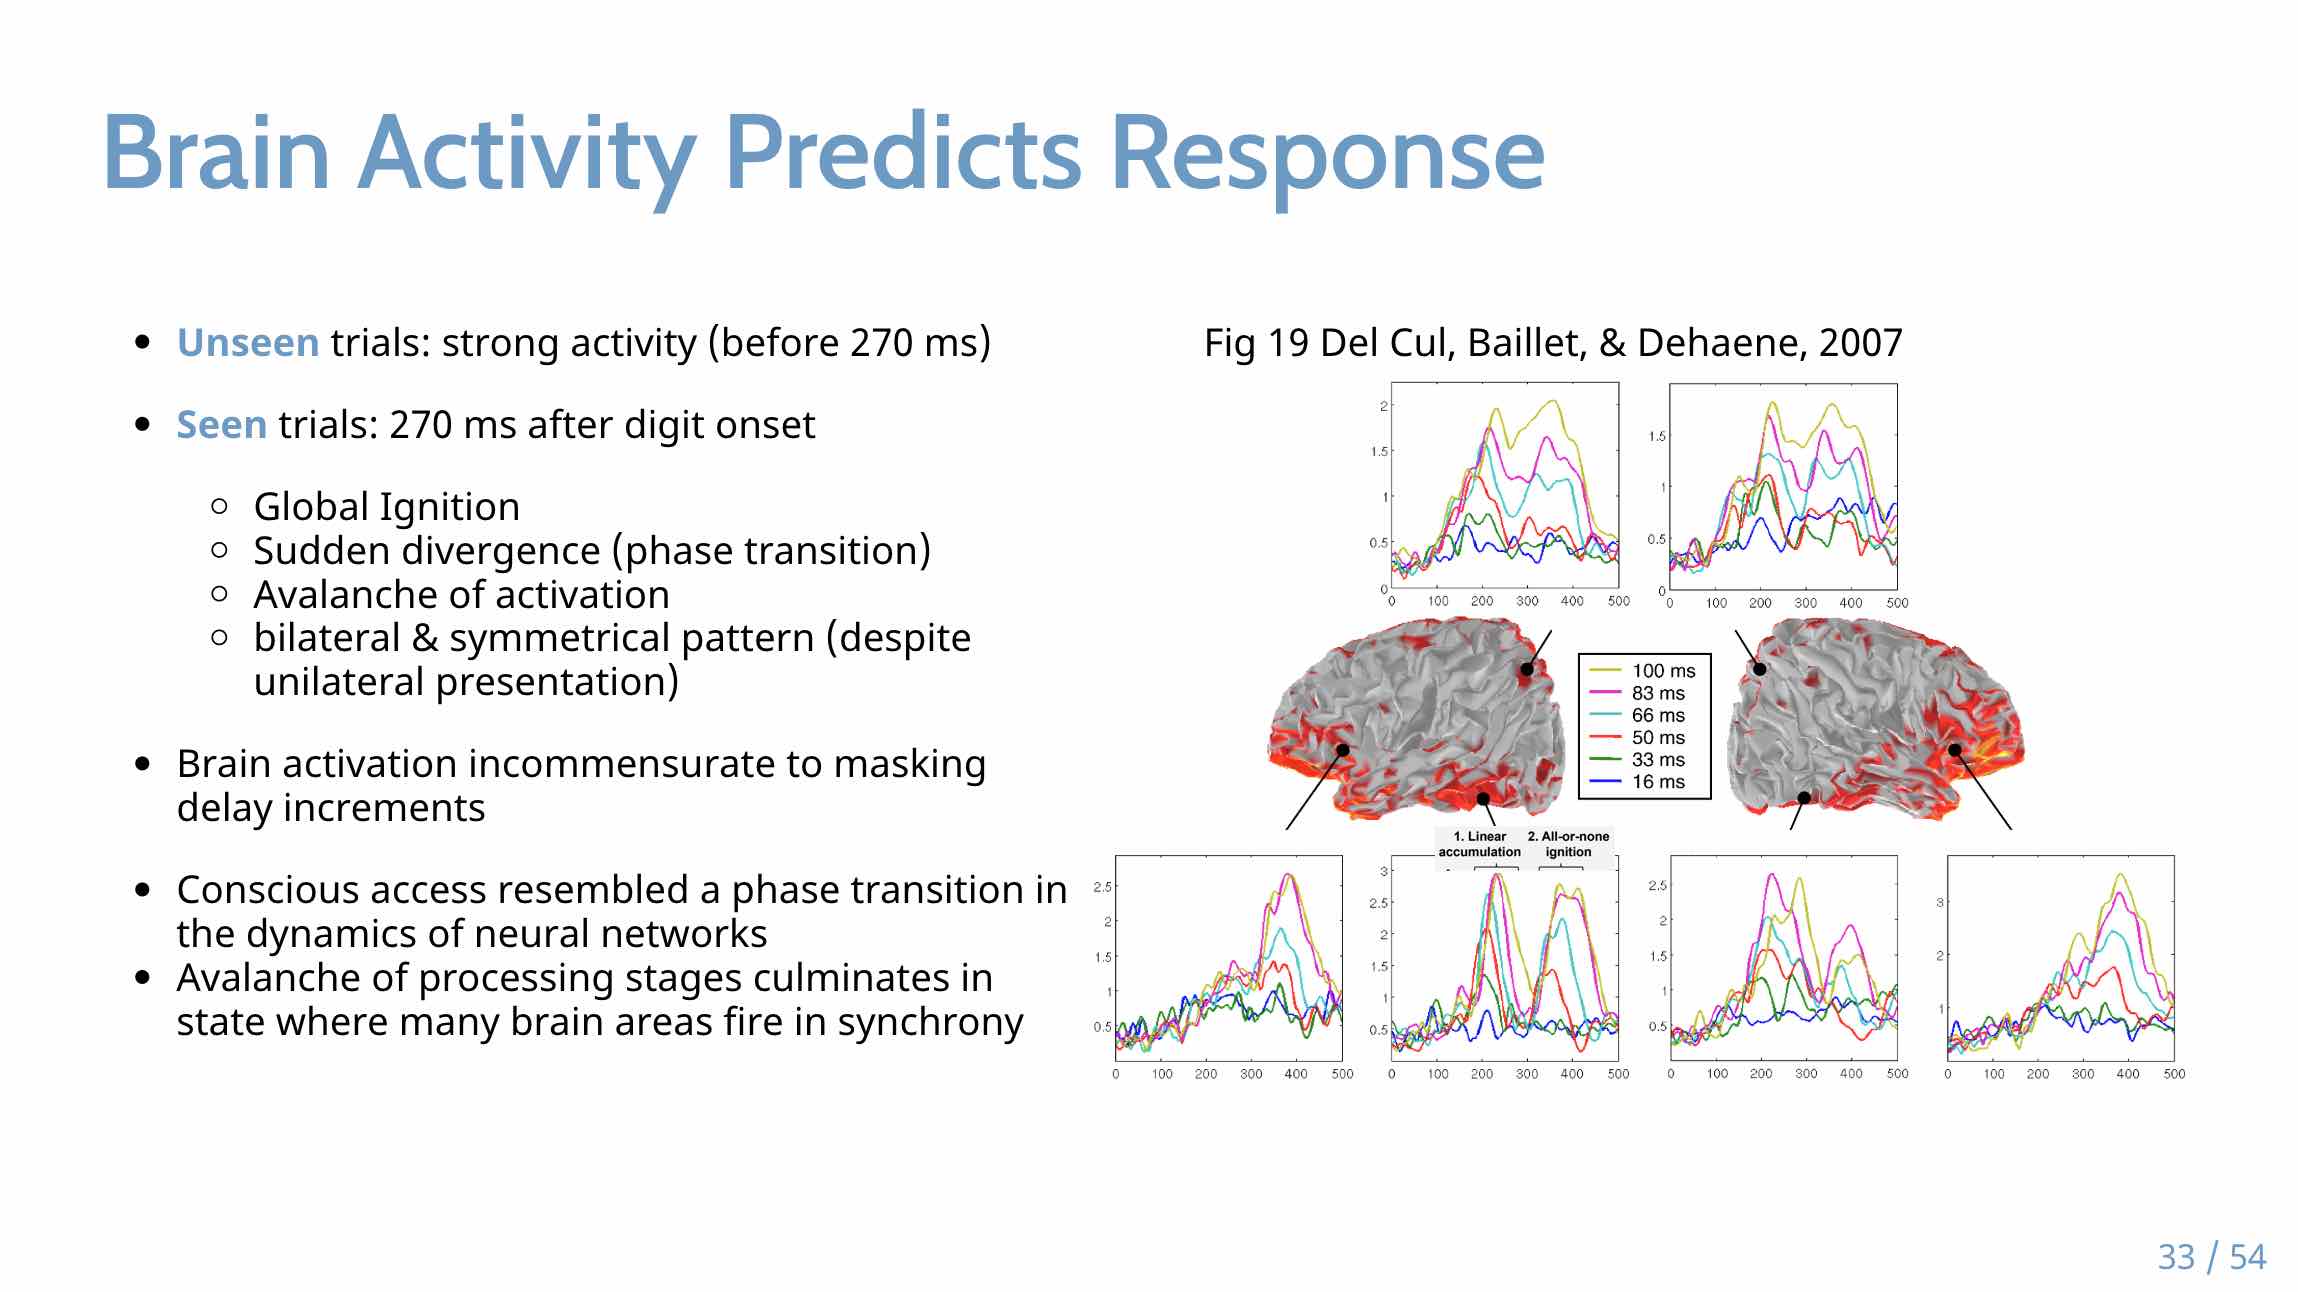 Brain Activity Predicts Response
Unseen trials: strong activity (before 270 ms)
Seen trials: 270 ms after digit onset
Global Ignition
Sudden divergence (phase transition)
Avalanche of activation
bilateral & symmetrical pattern (despite
unilateral presentation)
Brain activation incommensurate to masking
delay increments
Conscious access resembled a phase transition in
the dynamics of neural networks
Avalanche of processing stages culminates in
state where many brain areas fire in synchrony
Fig 19 Del Cul, Baillet, & Dehaene, 2007
2
1.5
1
0.5
0
0 100 200 300 400 500
1.5
1
0.5
0
0 100 200 300 400 500
100 ms
83 ms
66 ms
50 ms
33 ms
16 ms
1. Linear
accumulation
2. All-or-none
ignition
2.5
2
1.5
1
0.5
0 100 200 300 400 500
3
2.5
2
1.5
1
0.5
0 100 200 300 400 500
2.5
2
1.5
1
0.5
0 100 200 300 400 500
3
2
1
0 100 200 300 400 500
33 / 54